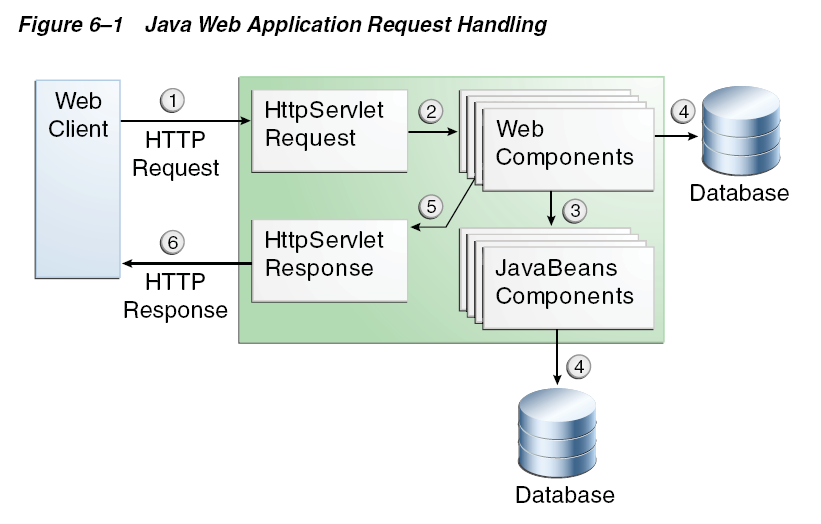 Figure 6–1 Java Web Application Request Handling
Web
Client
1
HTTP
Request
HttpServlet
Request
2
Web
Components
4
Database
3
5
6
HTTP
Response
HttpServlet
Response
JavaBeans
Components
4
Database